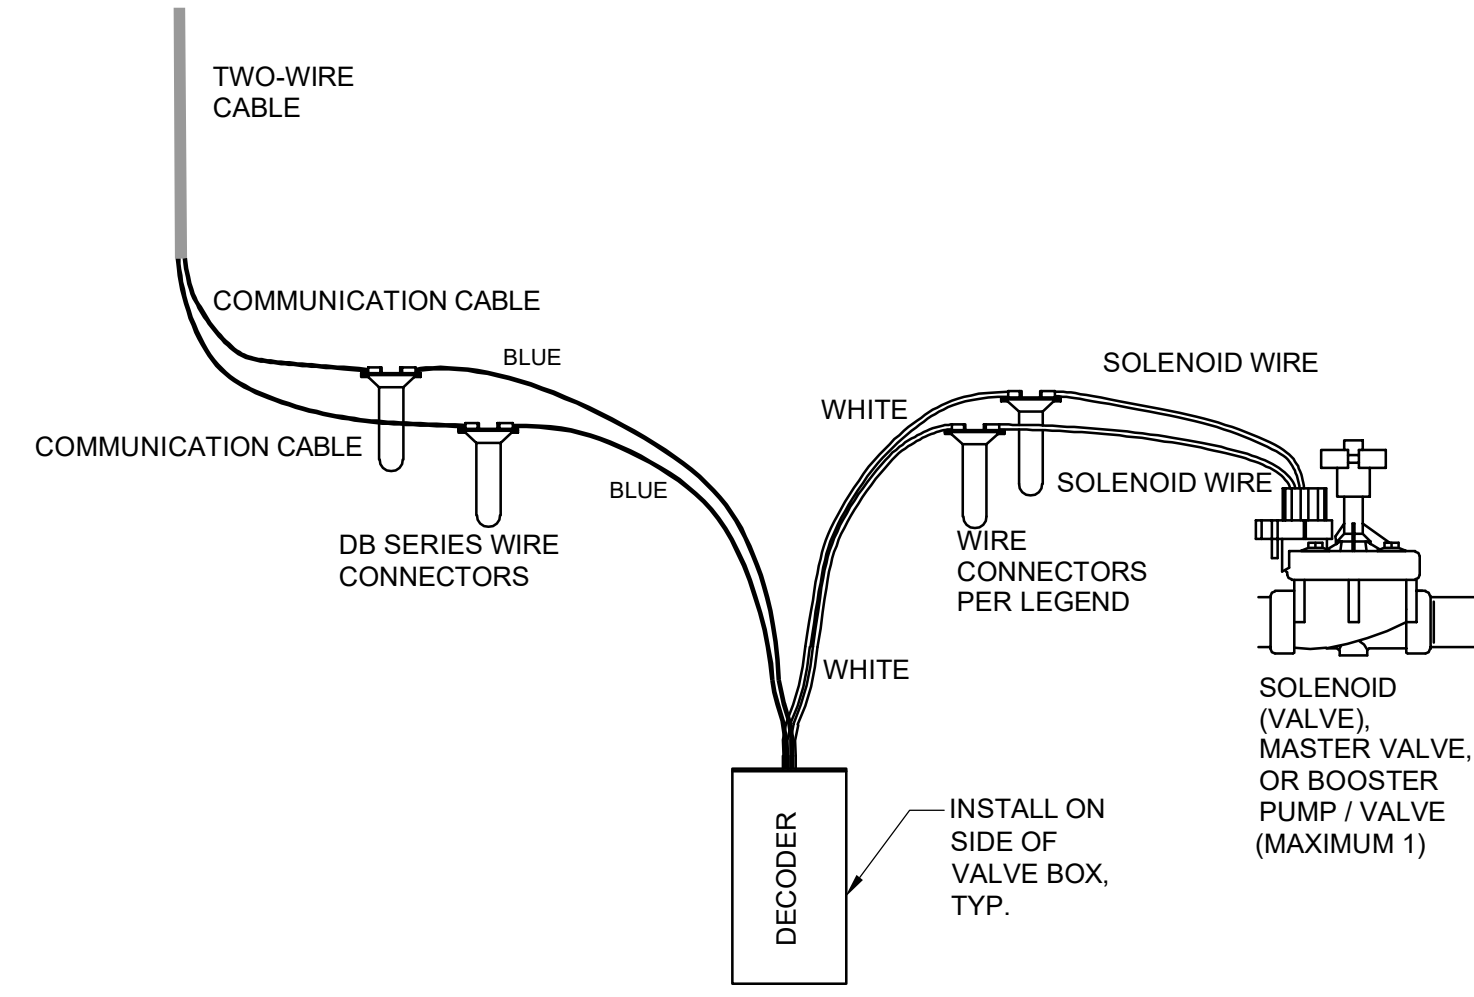 TWO-WIRE
CABLE
COMMUNICATION CABLE
BLUE
COMMUNICATION CABLE
BLUE
DB SERIES WIRE
CONNECTORS
SOLENOID WIRE
WHITE
SOLENOID WIRE
WIRE
CONNECTORS
PER LEGEND
WHITE
SOLENOID
(VALVE),
MASTER VALVE,
OR BOOSTER
PUMP / VALVE
(MAXIMUM 1)
DECODER
INSTALL ON
SIDE OF
VALVE BOX,
TYP.